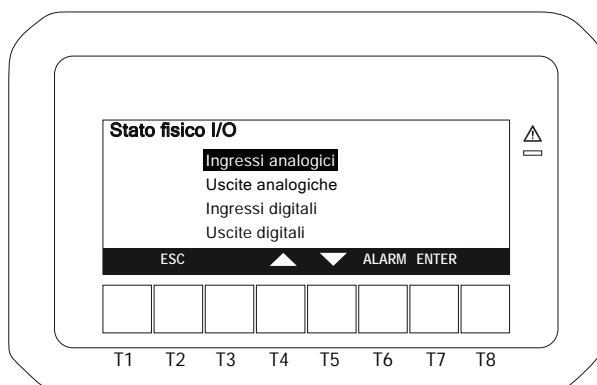 Stato fisico I/O
Ingressi analogici
Uscite analogiche
Ingressi digitali
Uscite digitali
ESC ALARM ENTER
T1 T2 T3 T4 T5 T6 T7 T8